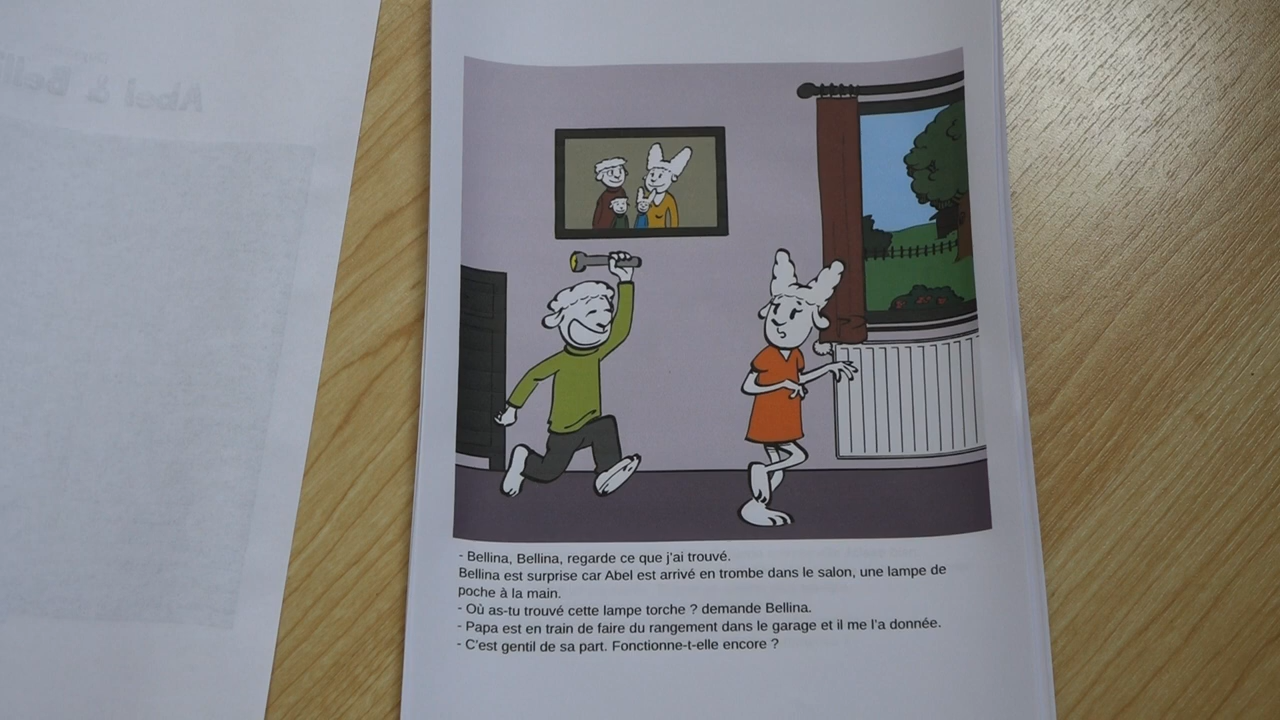 Abel & Belli
- Bellina, Bellina, regarde ce que j'ai trouvé.
Bellina est surprise car Abel est arrivé en trombe dans le salon, une lampe de
poche à la main.
- Où as-tu trouvé cette lampe torche ? demande Bellina.
- Papa est en train de faire du rangement dans le garage et il me l'a donnée.
- C'est gentil de sa part. Fonctionne-t-elle encore ?